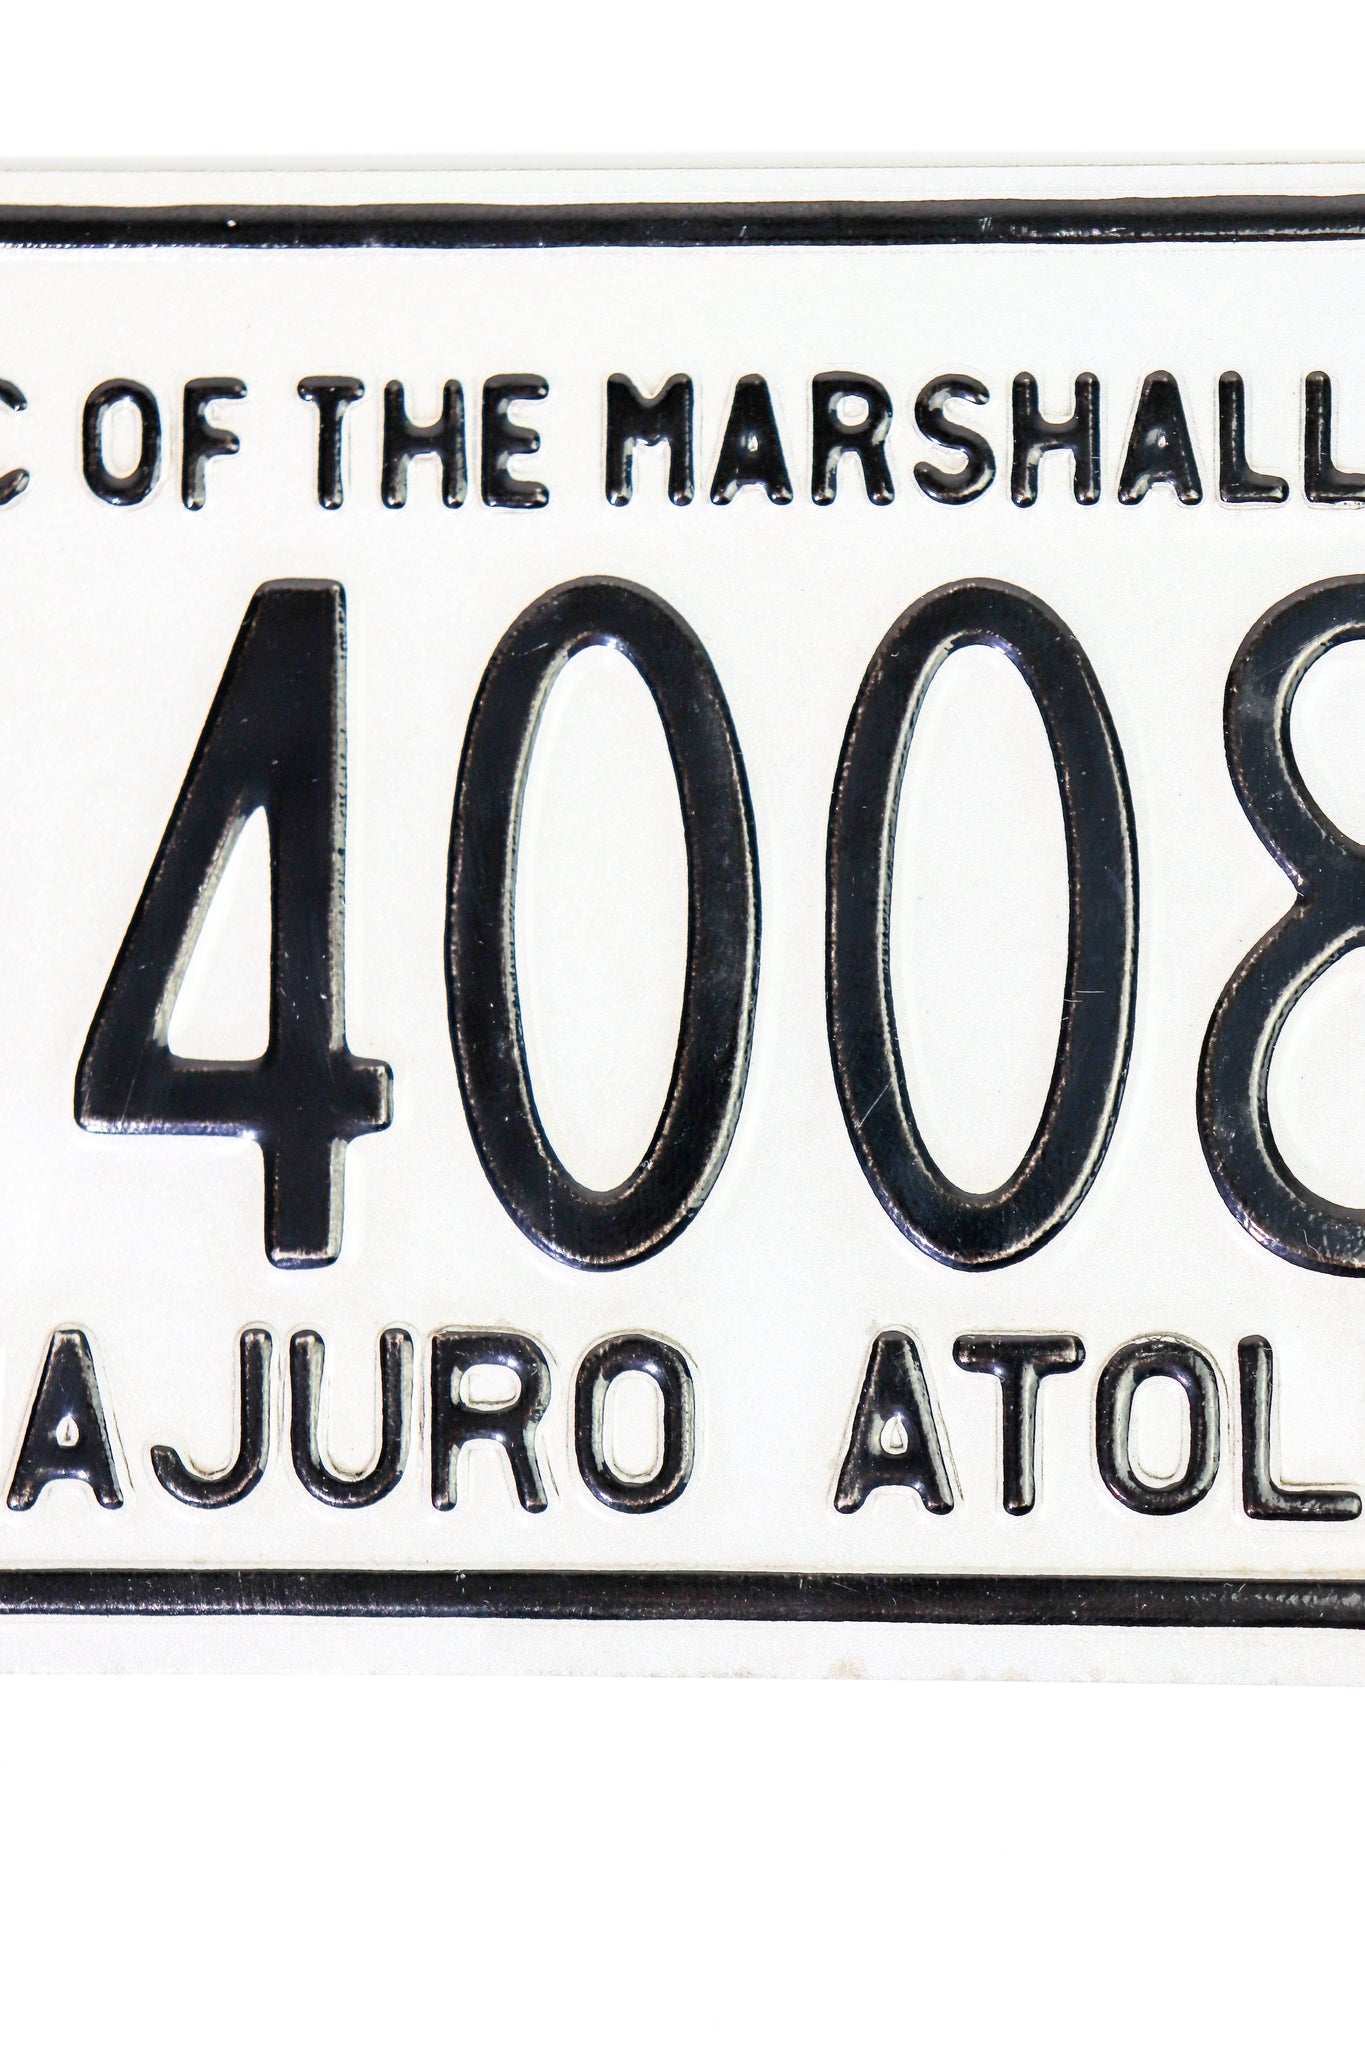 C OF THE MARSHALL
4008
AJURO ATOL